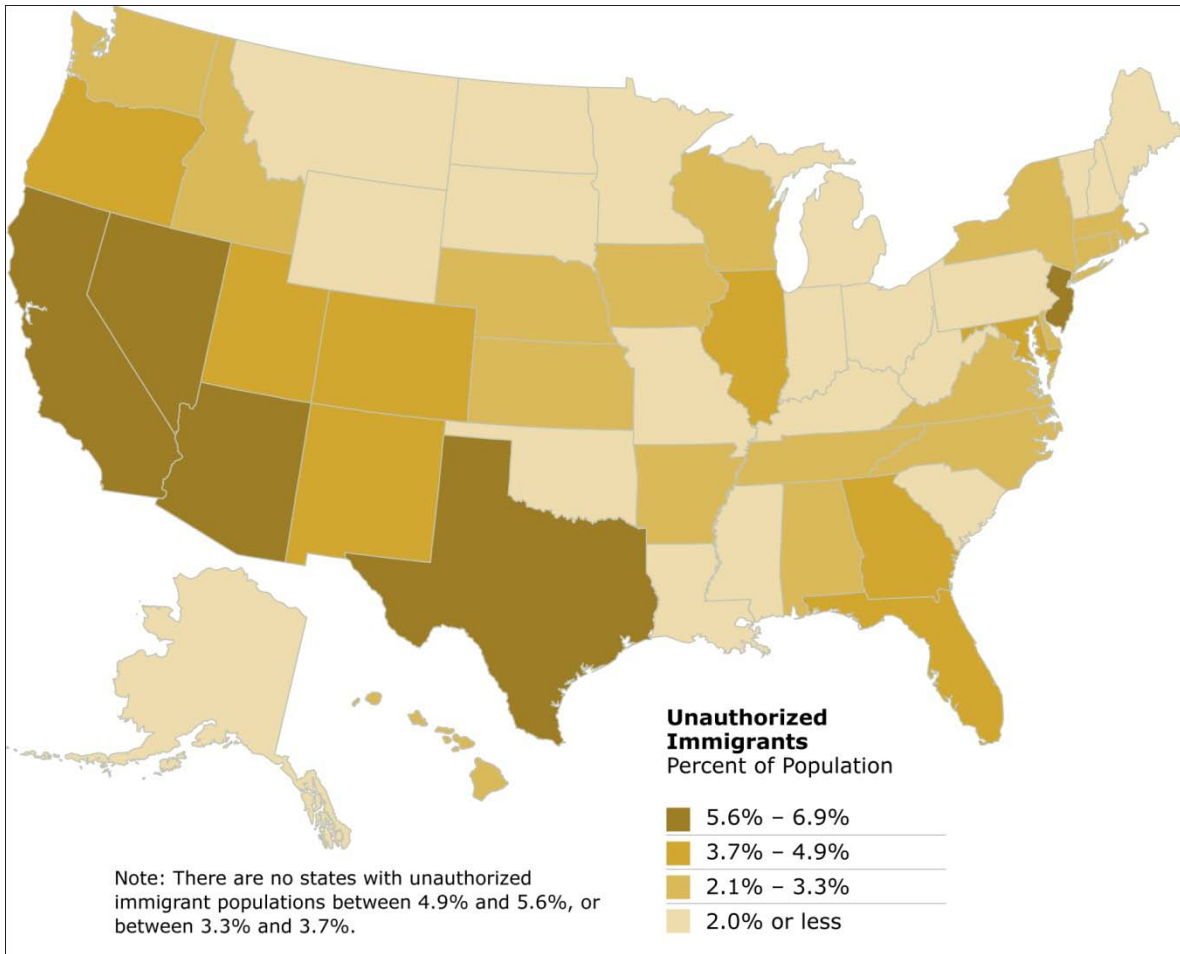 Unauthorized
Immigrants
Percent of Population
5.6% – 6.9%
3.7% – 4.9%
2.1% – 3.3%
2.0% or less
Note: There are no states with unauthorized
immigrant populations between 4.9% and 5.6%, or
between 3.3% and 3.7%.